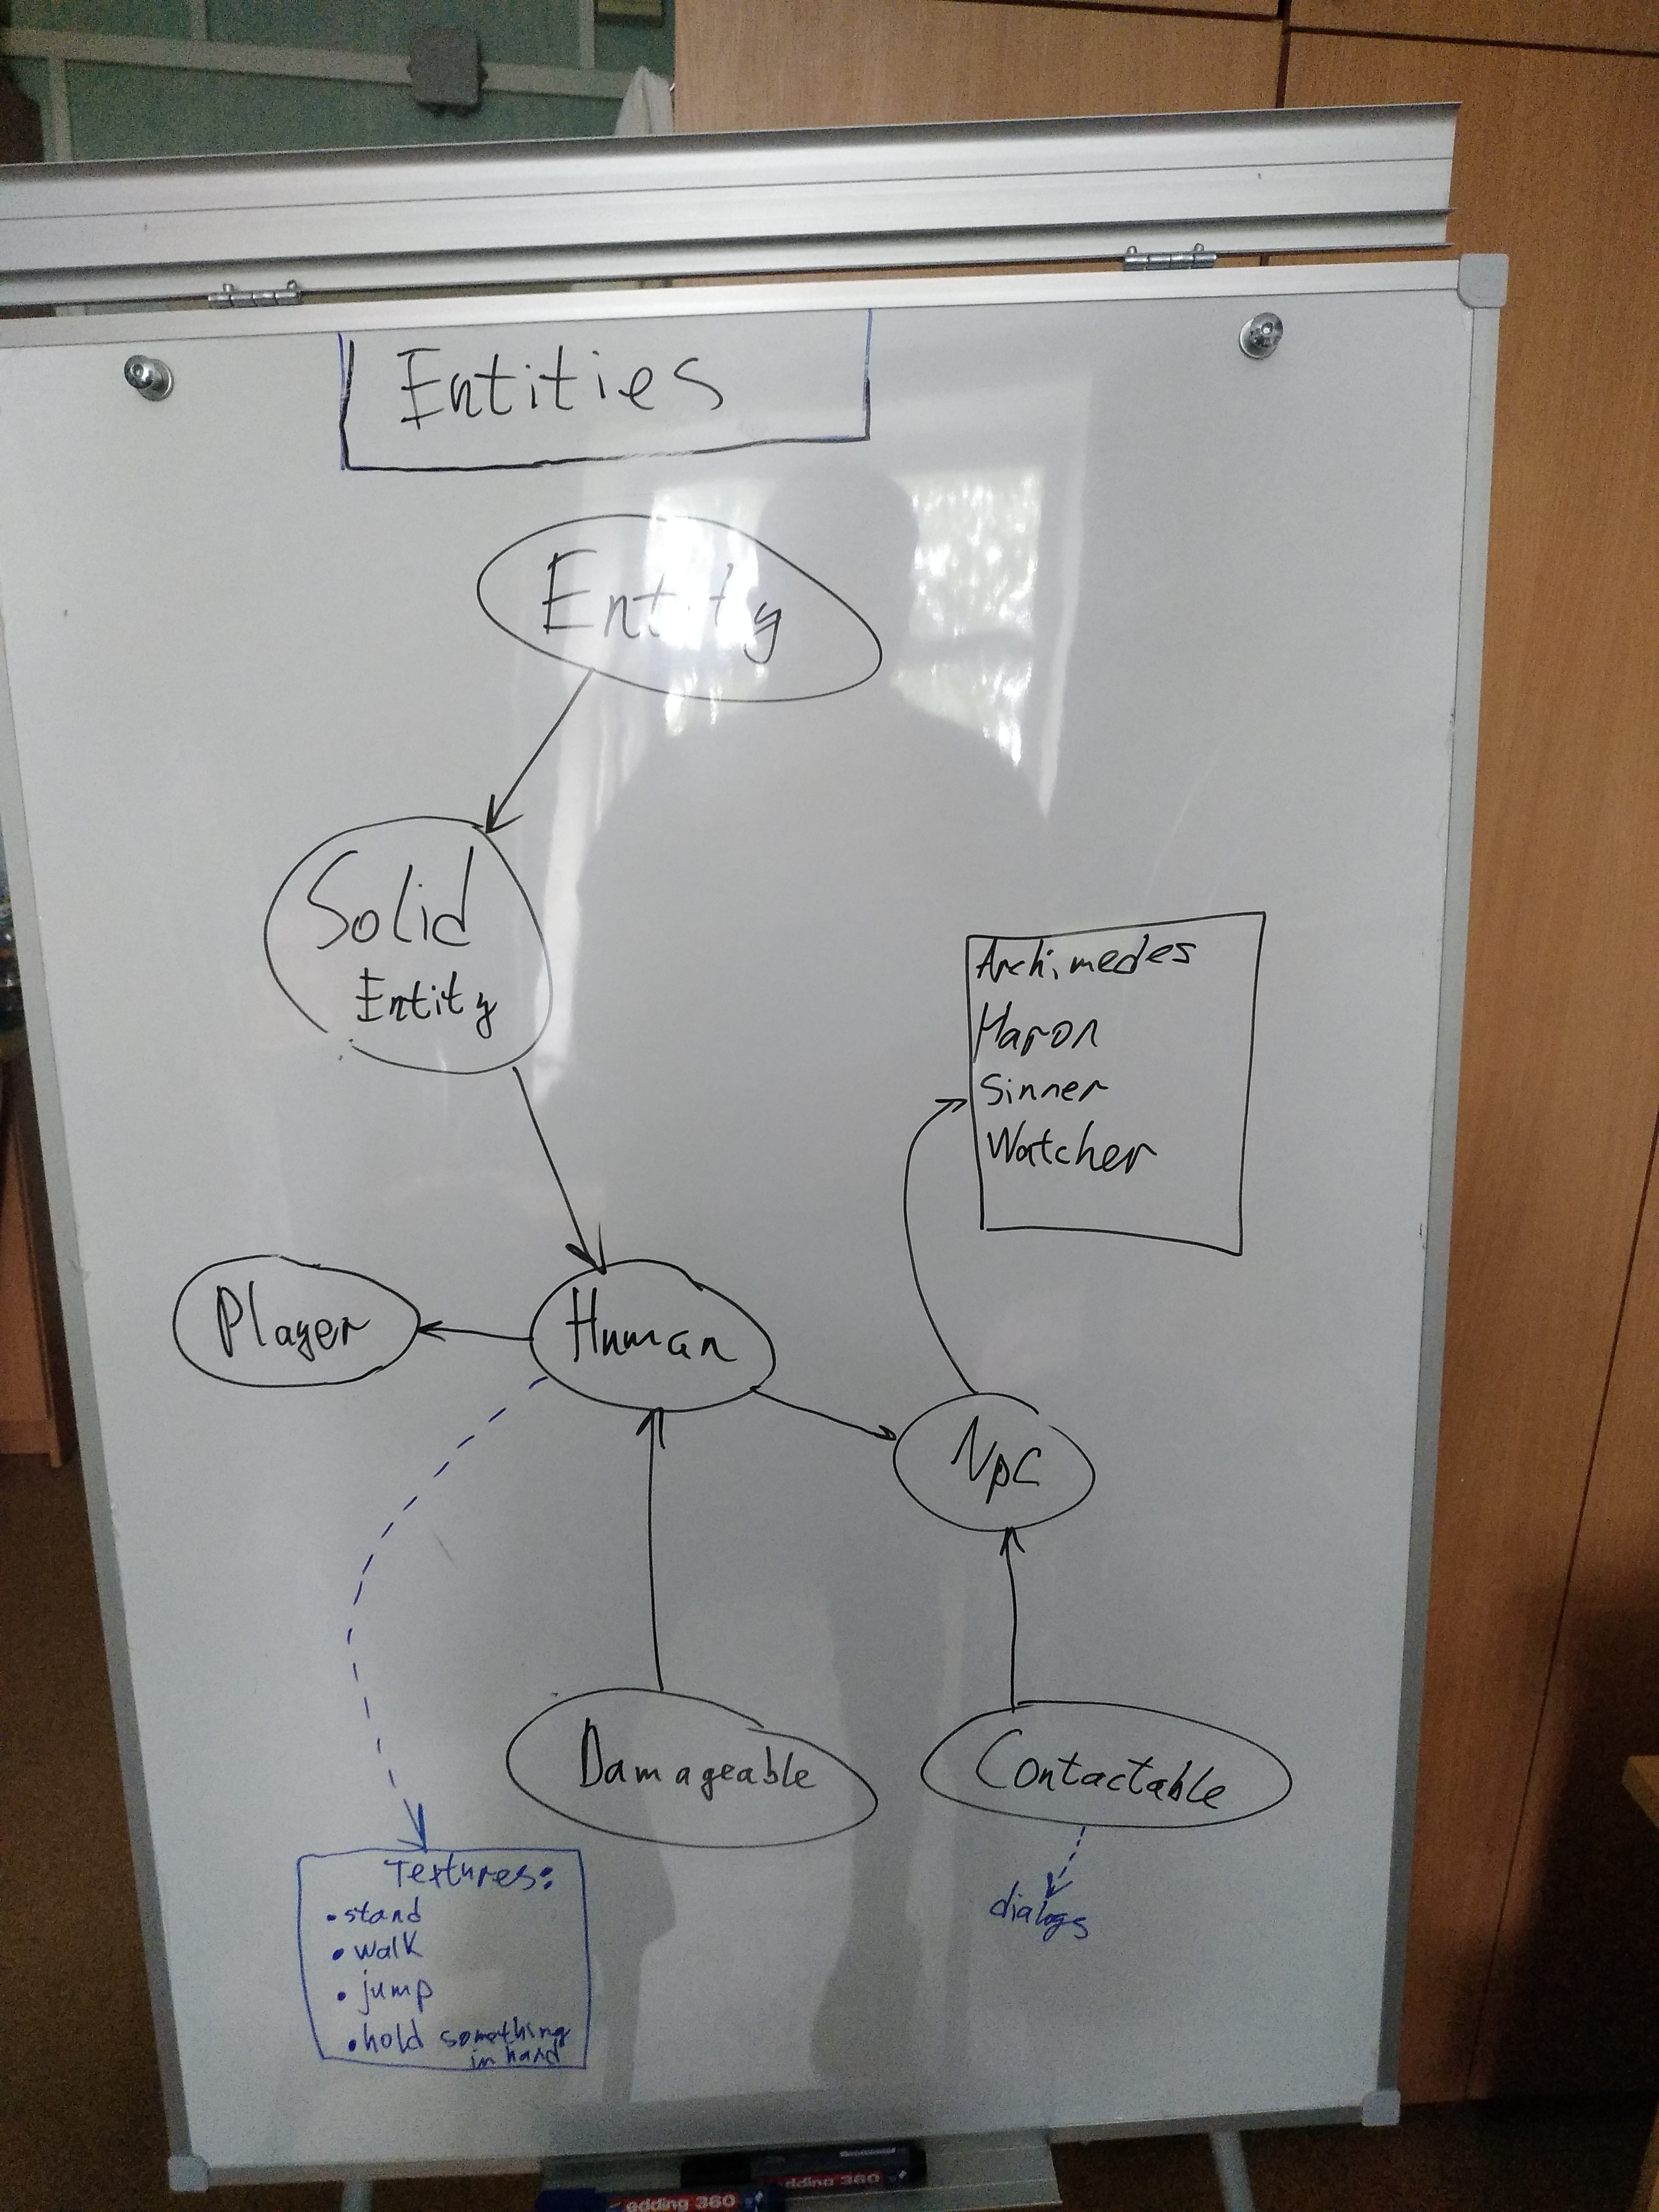 Entities
Entity
Solid
Entity
Archimedes
Haron
Sinner
Watcher
Player
Human
Npc
Damageable
Contactable
Textures:
• stand
• walk
• jump
• hold something
in hand
dialogs
edding 360
edding 360